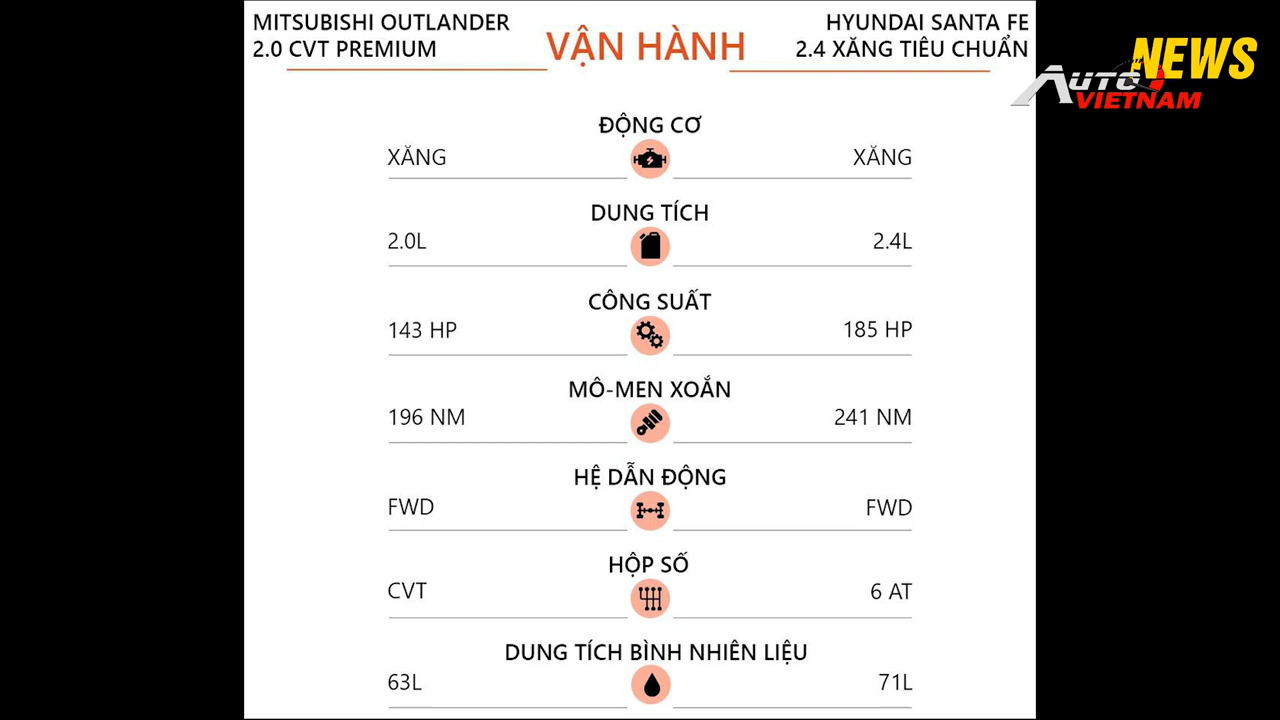 MITSUBISHI OUTLANDER
2.0 CVT PREMIUM
VẬN HÀNH
HYUNDAI SANTA FE
2.4 XĂNG TIÊU CHUẨN
NEWS
AUTO
VIETNAM
ĐỘNG CƠ
XĂNG
XĂNG
DUNG TÍCH
2.0L
2.4L
CÔNG SUẤT
143 HP
185 HP
MÔ-MEN XOẮN
196 NM
241 NM
HỆ DẪN ĐỘNG
FWD
FWD
HỘP SỐ
CVT
6 AT
DUNG TÍCH BÌNH NHIÊN LIỆU
63L
71L